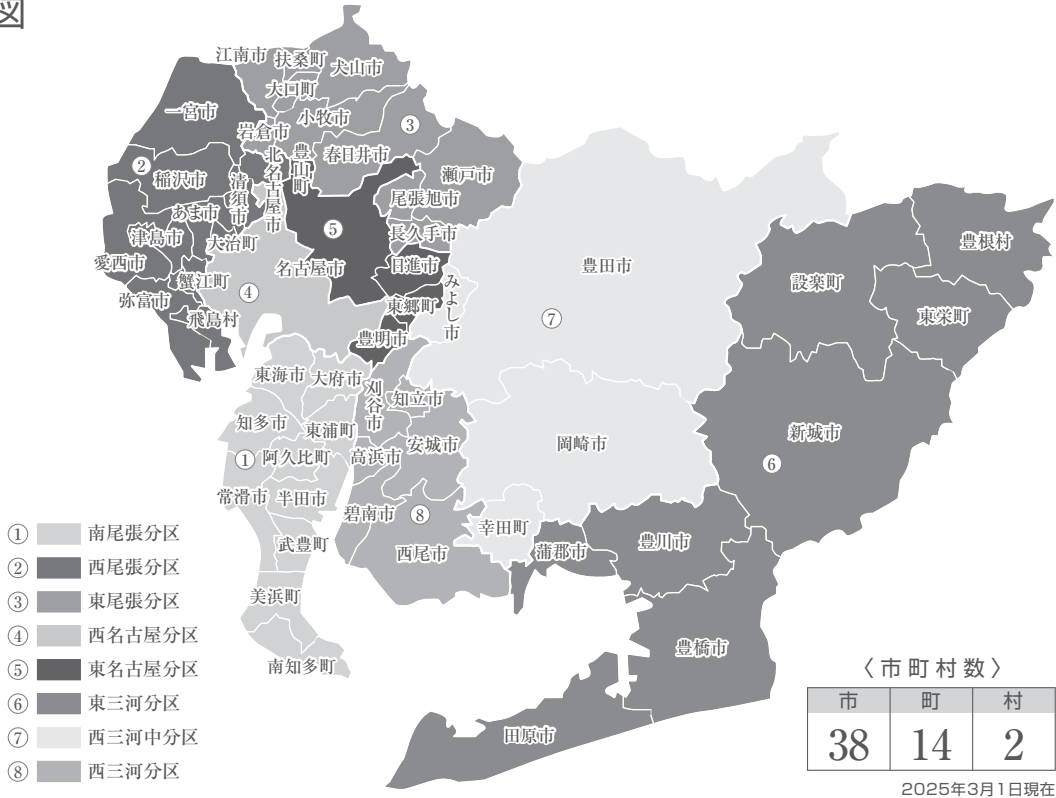 図
江南市
扶桑町
犬山市
大口町
一宮市
小牧市
③
岩倉市
北名古屋市
豊山町
春日井市
②
稲沢市
清須市
瀬戸市
尾張旭市
あま市
津島市
大治町
⑤
長久手市
愛西市
蟹江町
名古屋市
日進市
みよし市
豊田市
豊根村
設楽町
東栄町
弥富市
④
飛島村
東郷町
豊明市
⑦
東海市
大府市
刈谷市
知立市
知多市
東浦町
安城市
岡崎市
新城市
①
阿久比町
高浜市
⑥
常滑市
半田市
碧南市
⑧
幸田町
西尾市
蒲郡市
豊川市
武豊町
美浜町
南知多町
豊橋市
田原市
① 南尾張分区
② 西尾張分区
③ 東尾張分区
④ 西名古屋分区
⑤ 東名古屋分区
⑥ 東三河分区
⑦ 西三河中分区
⑧ 西三河分区
〈市町村数〉
市 町 村
38 14 2
2025年3月1日現在